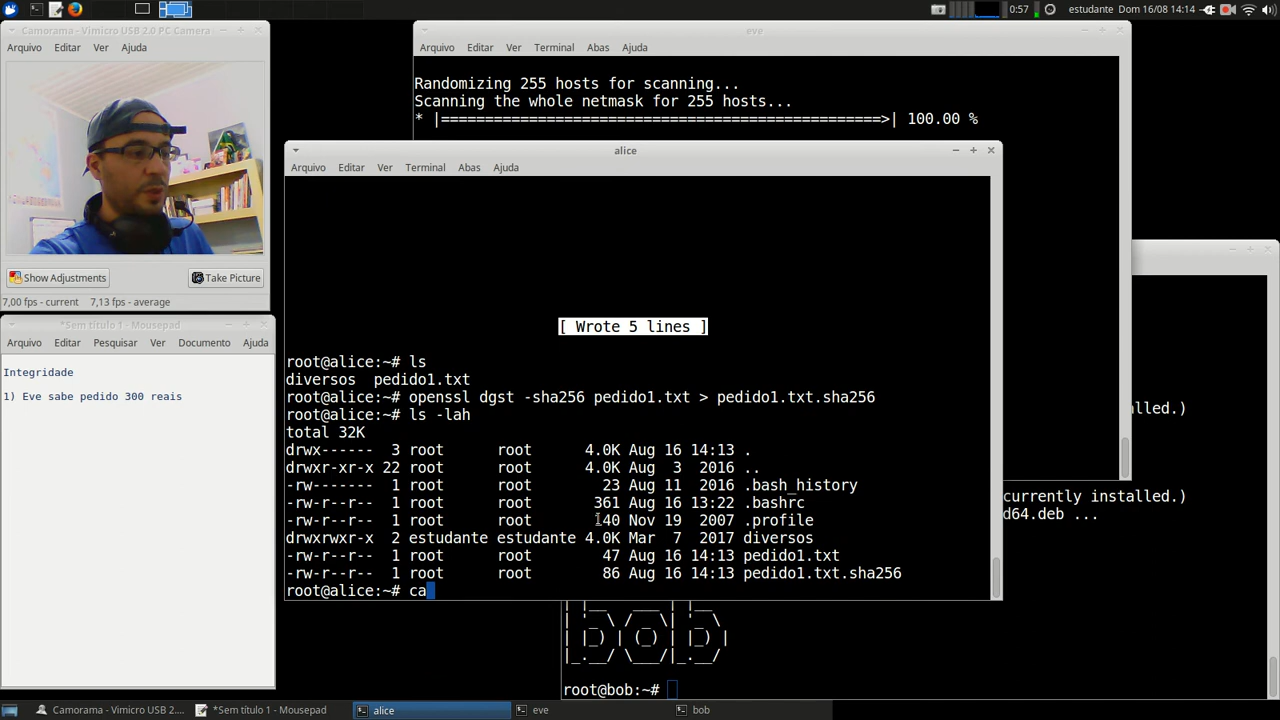 0:57 estudante Dom 16/08 14:14
Camorama - Vimicro USB 2.0 PC Camera
Arquivo Editar Ver Ajuda
Show Adjustments Take Picture
7,00 fps - current 7,13 fps - average
*Sem título 1 - Mousepad
Arquivo Editar Pesquisar Ver Documento Ajuda
Integridade
1) Eve sabe pedido 300 reais
eve
Arquivo Editar Ver Terminal Abas Ajuda
Randomizing 255 hosts for scanning...
Scanning the whole netmask for 255 hosts...
* |==================================================>| 100.00 %
alice
Arquivo Editar Ver Terminal Abas Ajuda
[ Wrote 5 lines ]
root@alice:~# ls
diversos pedido1.txt
root@alice:~# openssl dgst -sha256 pedido1.txt > pedido1.txt.sha256
root@alice:~# ls -lah
total 32K
drwx------ 3 root root 4.0K Aug 16 14:13 .
drwxr-xr-x 22 root root 4.0K Aug 3 2016 ..
-rw------- 1 root root 23 Aug 11 2016 .bash_history
-rw-r--r-- 1 root root 361 Aug 16 13:22 .bashrc
-rw-r--r-- 1 root root 140 Nov 19 2007 .profile
drwxrwxr-x 2 estudante estudante 4.0K Mar 7 2017 diversos
-rw-r--r-- 1 root root 47 Aug 16 14:13 pedido1.txt
-rw-r--r-- 1 root root 86 Aug 16 14:13 pedido1.txt.sha256
root@alice:~# ca
lled.)
currently installed.)
d64.deb ...
bob
root@bob:~#
Camorama - Vimicro USB 2.... *Sem título 1 - Mousepad alice eve bob